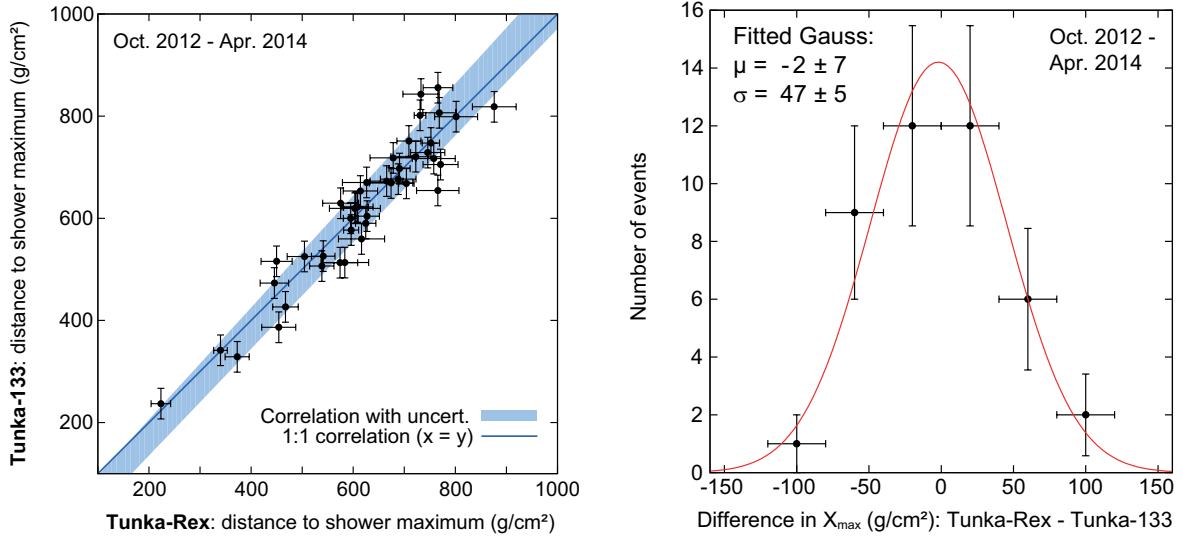 1000
800
600
400
200
200
400
600
800
1000
Oct. 2012 - Apr. 2014
Correlation with uncert.
1:1 correlation (x = y)
Tunka-133: distance to shower maximum (g/cm²)
Tunka-Rex: distance to shower maximum (g/cm²)
16
14
12
10
8
6
4
2
0
-150
-100
-50
0
50
100
150
Fitted Gauss:
μ = -2 ± 7
σ = 47 ± 5
Oct. 2012 -
Apr. 2014
Number of events
Difference in Xmax (g/cm²): Tunka-Rex - Tunka-133